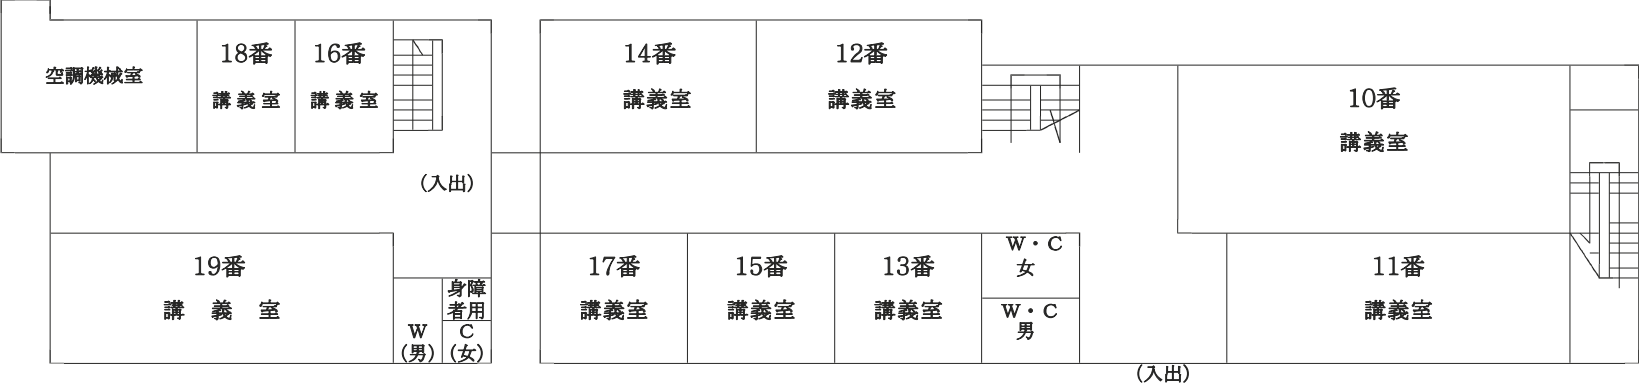 空調機械室
18番
講義室
16番
講義室
14番
講義室
12番
講義室
10番
講義室
(入出)
19番
講義室
身障
者用
W
(男)
C
(女)
17番
講義室
15番
講義室
13番
講義室
W・C
女
W・C
男
11番
講義室
(入出)